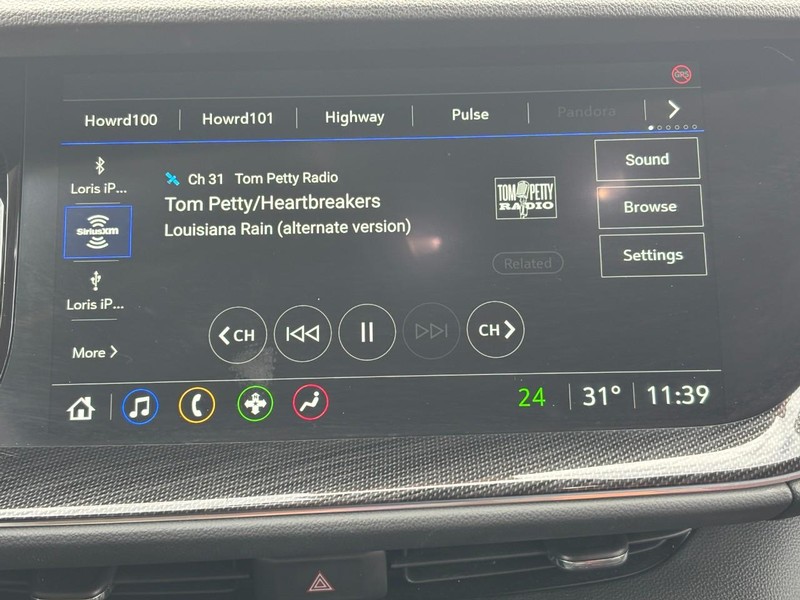 GPS
Howrd100
Howrd101
Highway
Pulse
Pandora
Loris iP...
SiriusXM
Loris iP...
More
Ch 31 Tom Petty Radio
Tom Petty/Heartbreakers
Louisiana Rain (alternate version)
TOM PETTY
RADIO
Related
Sound
Browse
Settings
CH
CH
24
31°
11:39